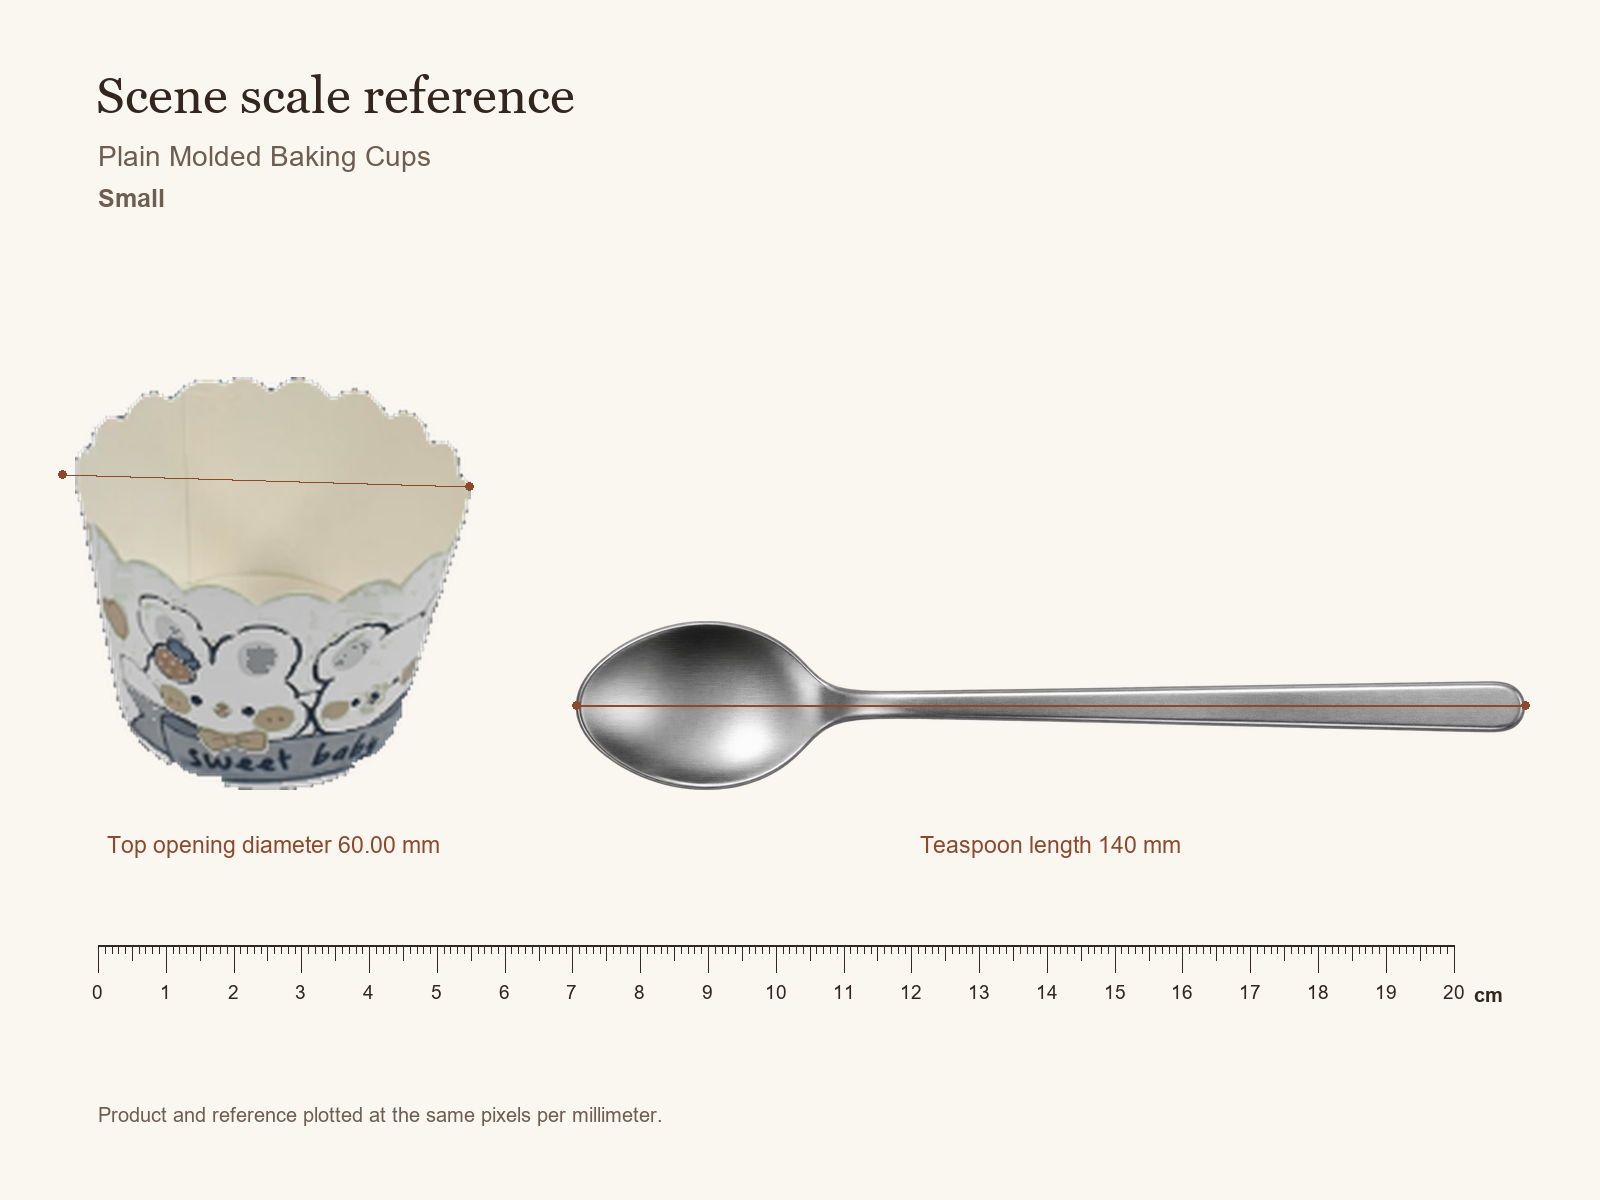 Scene scale reference
Plain Molded Baking Cups
Small
sweet baby
Top opening diameter 60.00 mm
Teaspoon length 140 mm
0 1 2 3 4 5 6 7 8 9 10 11 12 13 14 15 16 17 18 19 20 cm
Product and reference plotted at the same pixels per millimeter.